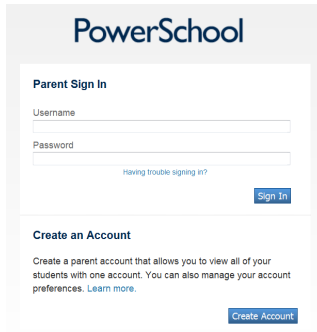 PowerSchool
Parent Sign In
Username
Password
Having trouble signing in?
Sign In
Create an Account
Create a parent account that allows you to view all of your
students with one account. You can also manage your account
preferences. Learn more.
Create Account